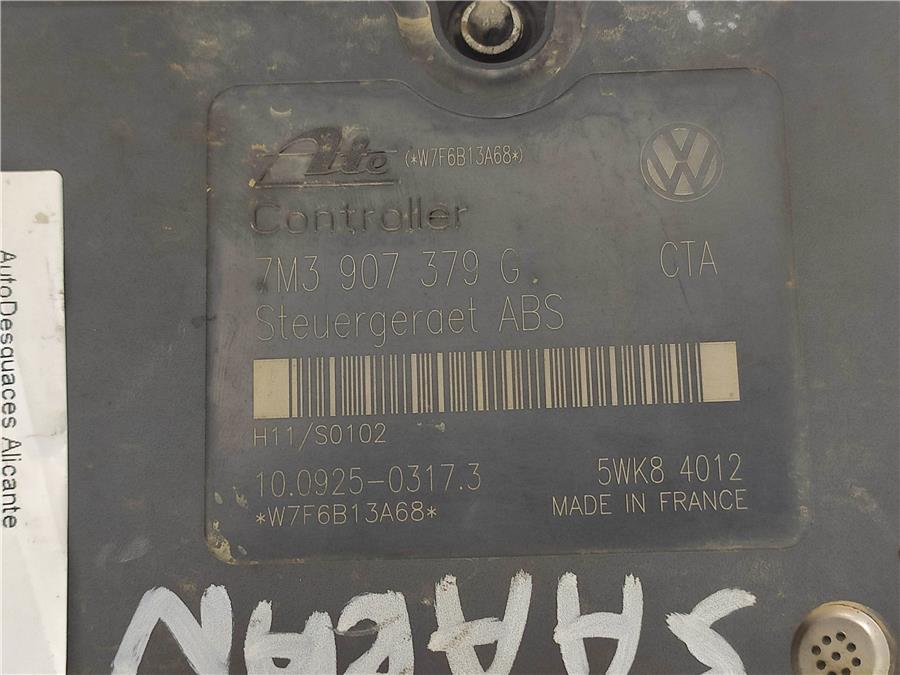 Ate (*W7F6B13A68*)
Controller
7M3 907 379 G CTA
Steuergeraet ABS
H11/S0102
10.0925-0317.3 5WK8 4012
*W7F6B13A68* MADE IN FRANCE
AutoDesguaces Alicante